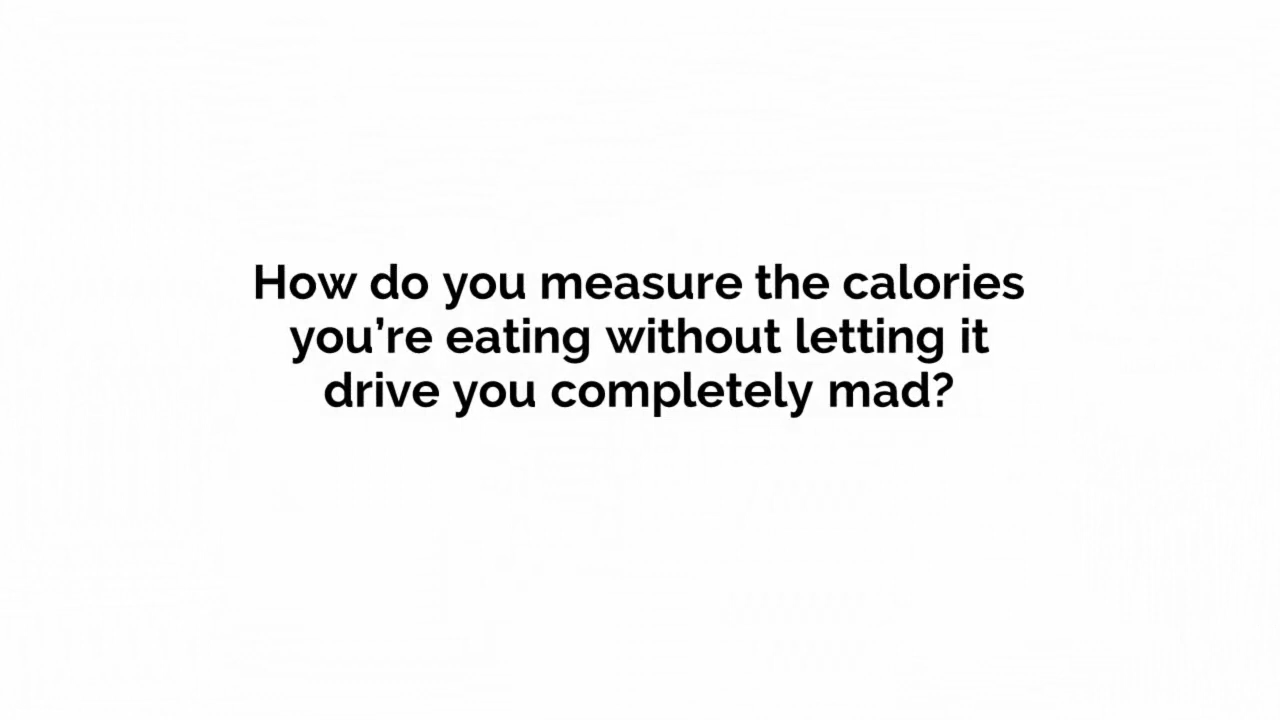 How do you measure the calories
you’re eating without letting it
drive you completely mad?